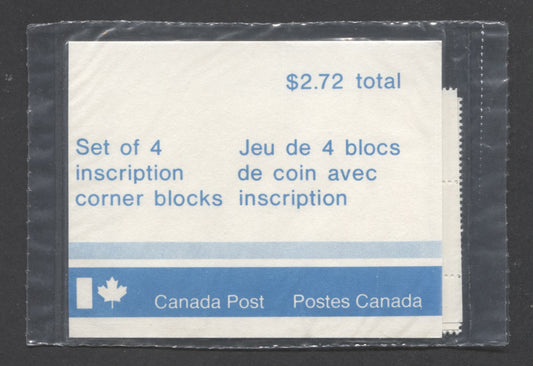 $2.72 total
Set of 4
inscription
corner blocks
Jeu de 4 blocs
de coin avec
inscription
Canada Post Postes Canada